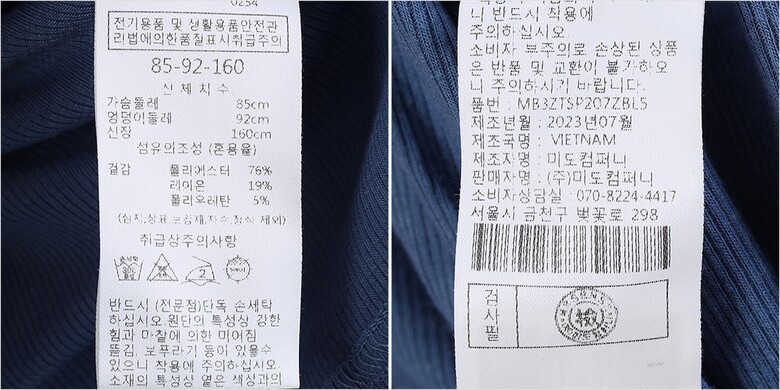 0254
전기용품 및 생활용품안전관
리법에의한품질표시취급주의
85-92-160
신체치수
가슴둘레 85cm
엉덩이둘레 92cm
신장 160cm
섬유의조성 (혼용율)
겉감 폴리에스터 76%
레이온 19%
폴리우레탄 5%
(심지,상표,보강재,자수,장식 제외)
취급상주의사항
반드시 (전문점)단독 손세탁
하십시오.원단의 특성상 강한
힘과 마찰에 의한 미어짐
뜯김, 보푸라기 등이 있을수
있으니 착용에 주의하십시오
소재의 특성상 옅은 색상과의
니 반드시 착용에
주의하십시오
소비자 부주의로 손상된 상품
은 반품 및 교환이 불가하오
니 주의하시기 바랍니다.
품번 : MB3ZTSP207ZBL5
제조년월 : 2023년07월
제조국명 : VIETNAM
제조자명 : 미도컴퍼니
판매자명 : (주)미도컴퍼니
소비자상담실 : 070-8224-4417
서울시 금천구 벚꽃로 298
검사필
檢